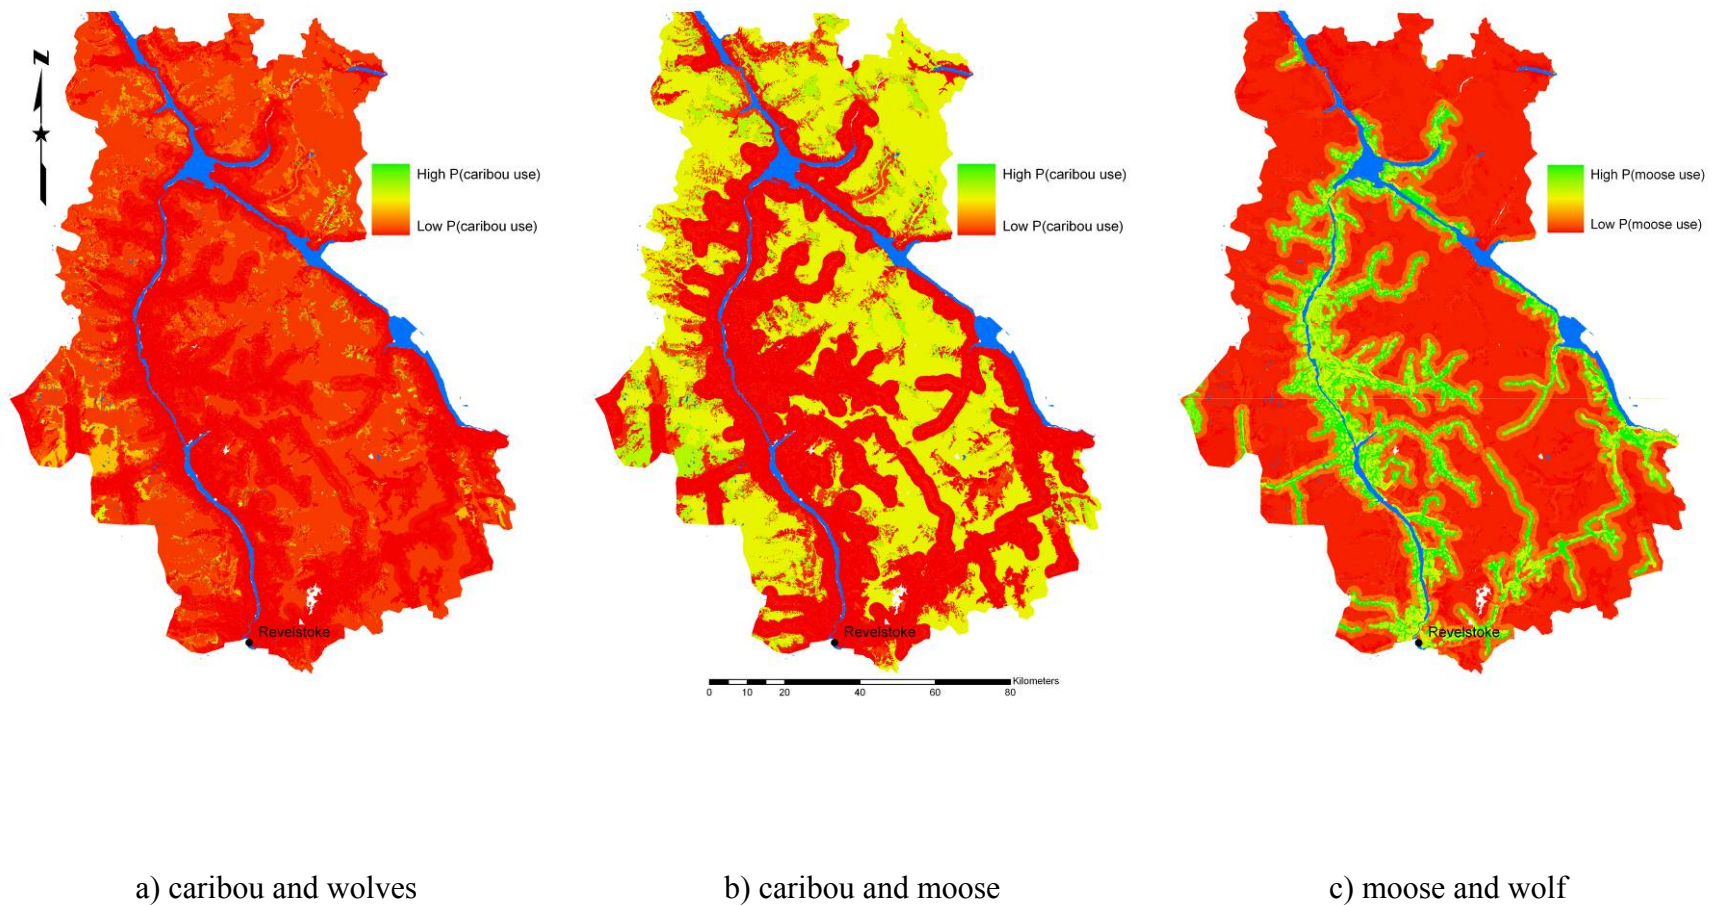 N
High P(caribou use)
Low P(caribou use)
High P(caribou use)
Low P(caribou use)
High P(moose use)
Low P(moose use)
Revelstoke
Revelstoke
Revelstoke
Kilometers
0 10 20 40 60 80
a) caribou and wolves
b) caribou and moose
c) moose and wolf